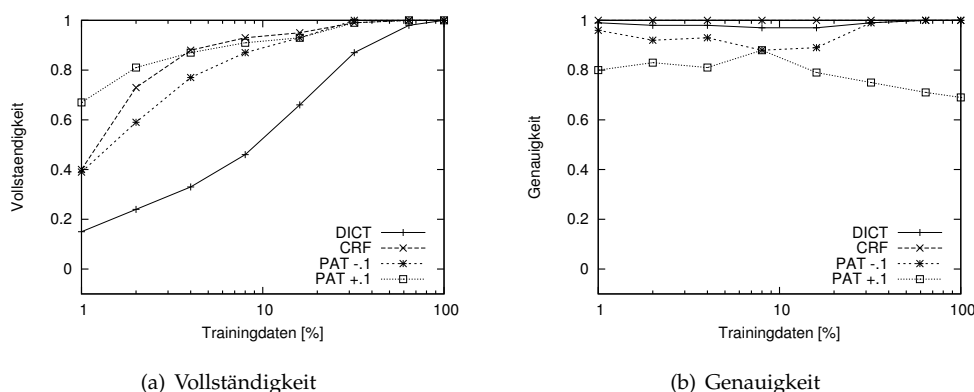 1
0.8
0.6
0.4
0.2
0
Vollstaendigkeit
DICT
CRF
PAT -.1
PAT +.1
1
10
100
Trainingdaten [%]
(a) Vollständigkeit
1
0.8
0.6
0.4
0.2
0
Genauigkeit
DICT
CRF
PAT -.1
PAT +.1
1
10
100
Trainingdaten [%]
(b) Genauigkeit